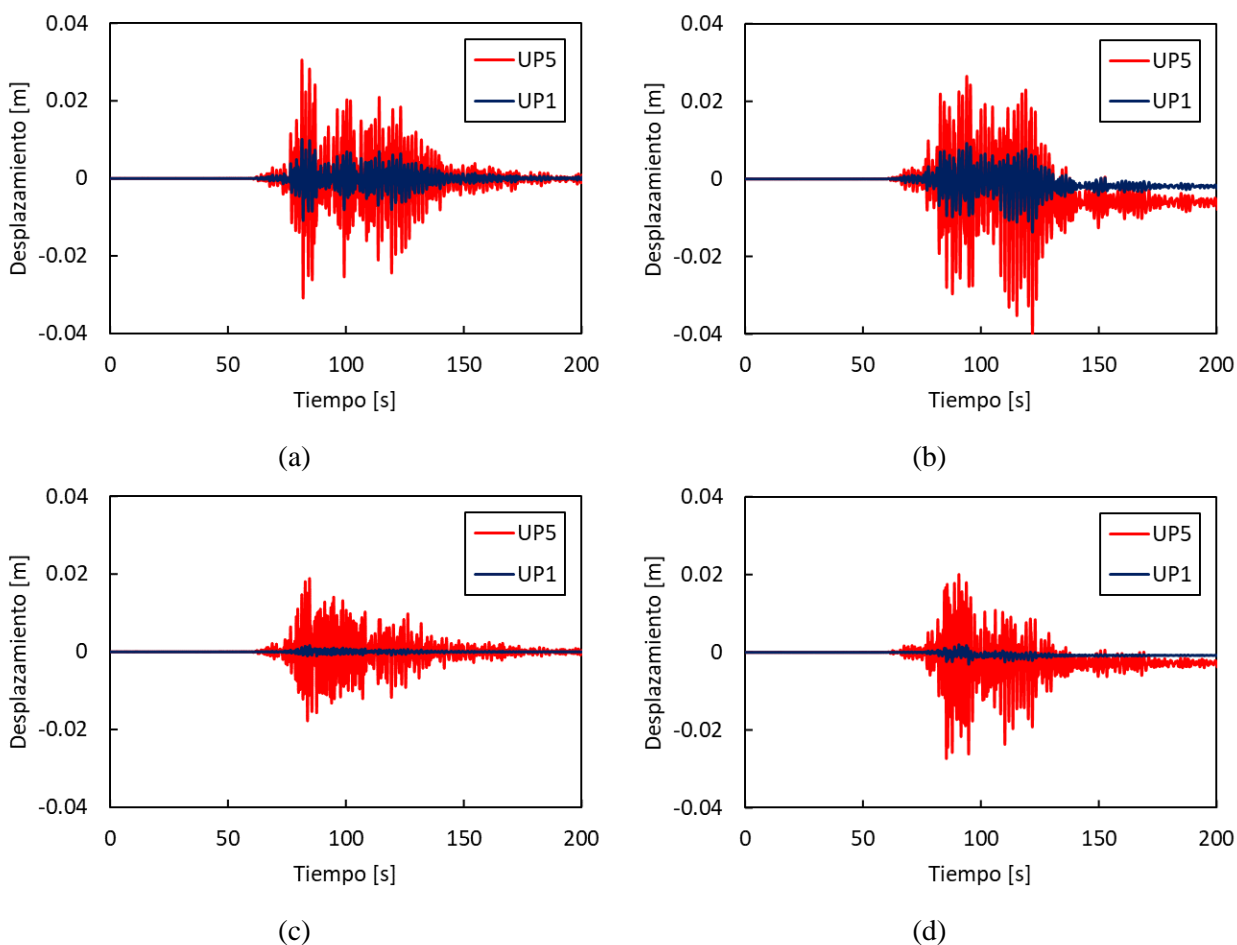 0.04
0.02
0
-0.02
-0.04
Desplazamiento [m]
UP5
UP1
0 50 100 150 200
Tiempo [s]
(a)
0.04
0.02
0
-0.02
-0.04
Desplazamiento [m]
UP5
UP1
0 50 100 150 200
Tiempo [s]
(b)
0.04
0.02
0
-0.02
-0.04
Desplazamiento [m]
UP5
UP1
0 50 100 150 200
Tiempo [s]
(c)
0.04
0.02
0
-0.02
-0.04
Desplazamiento [m]
UP5
UP1
0 50 100 150 200
Tiempo [s]
(d)